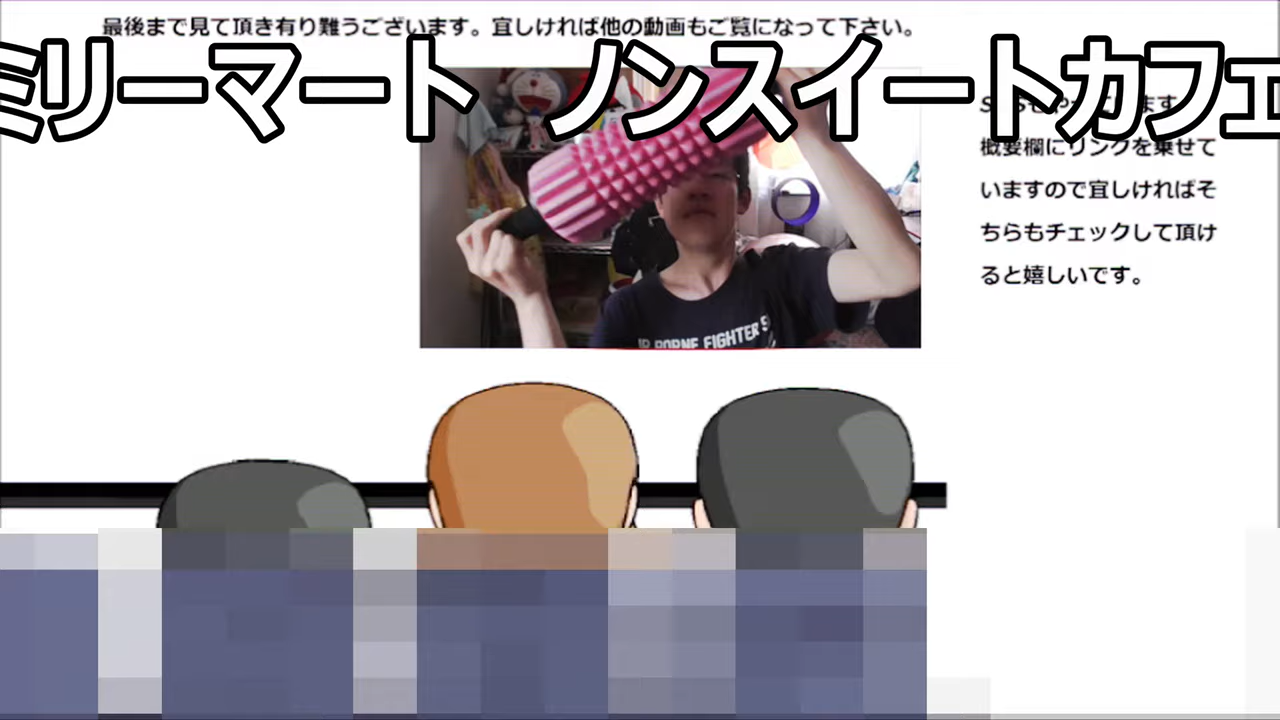 最後まで見て頂き有り難うございます。宜しければ他の動画もご覧になって下さい。
ミリーマート　ノンスイートカフェ
概要欄にリンクを乗せて
いますので宜しければそ
ちらもチェックして頂け
ると嬉しいです。
FIGHTER